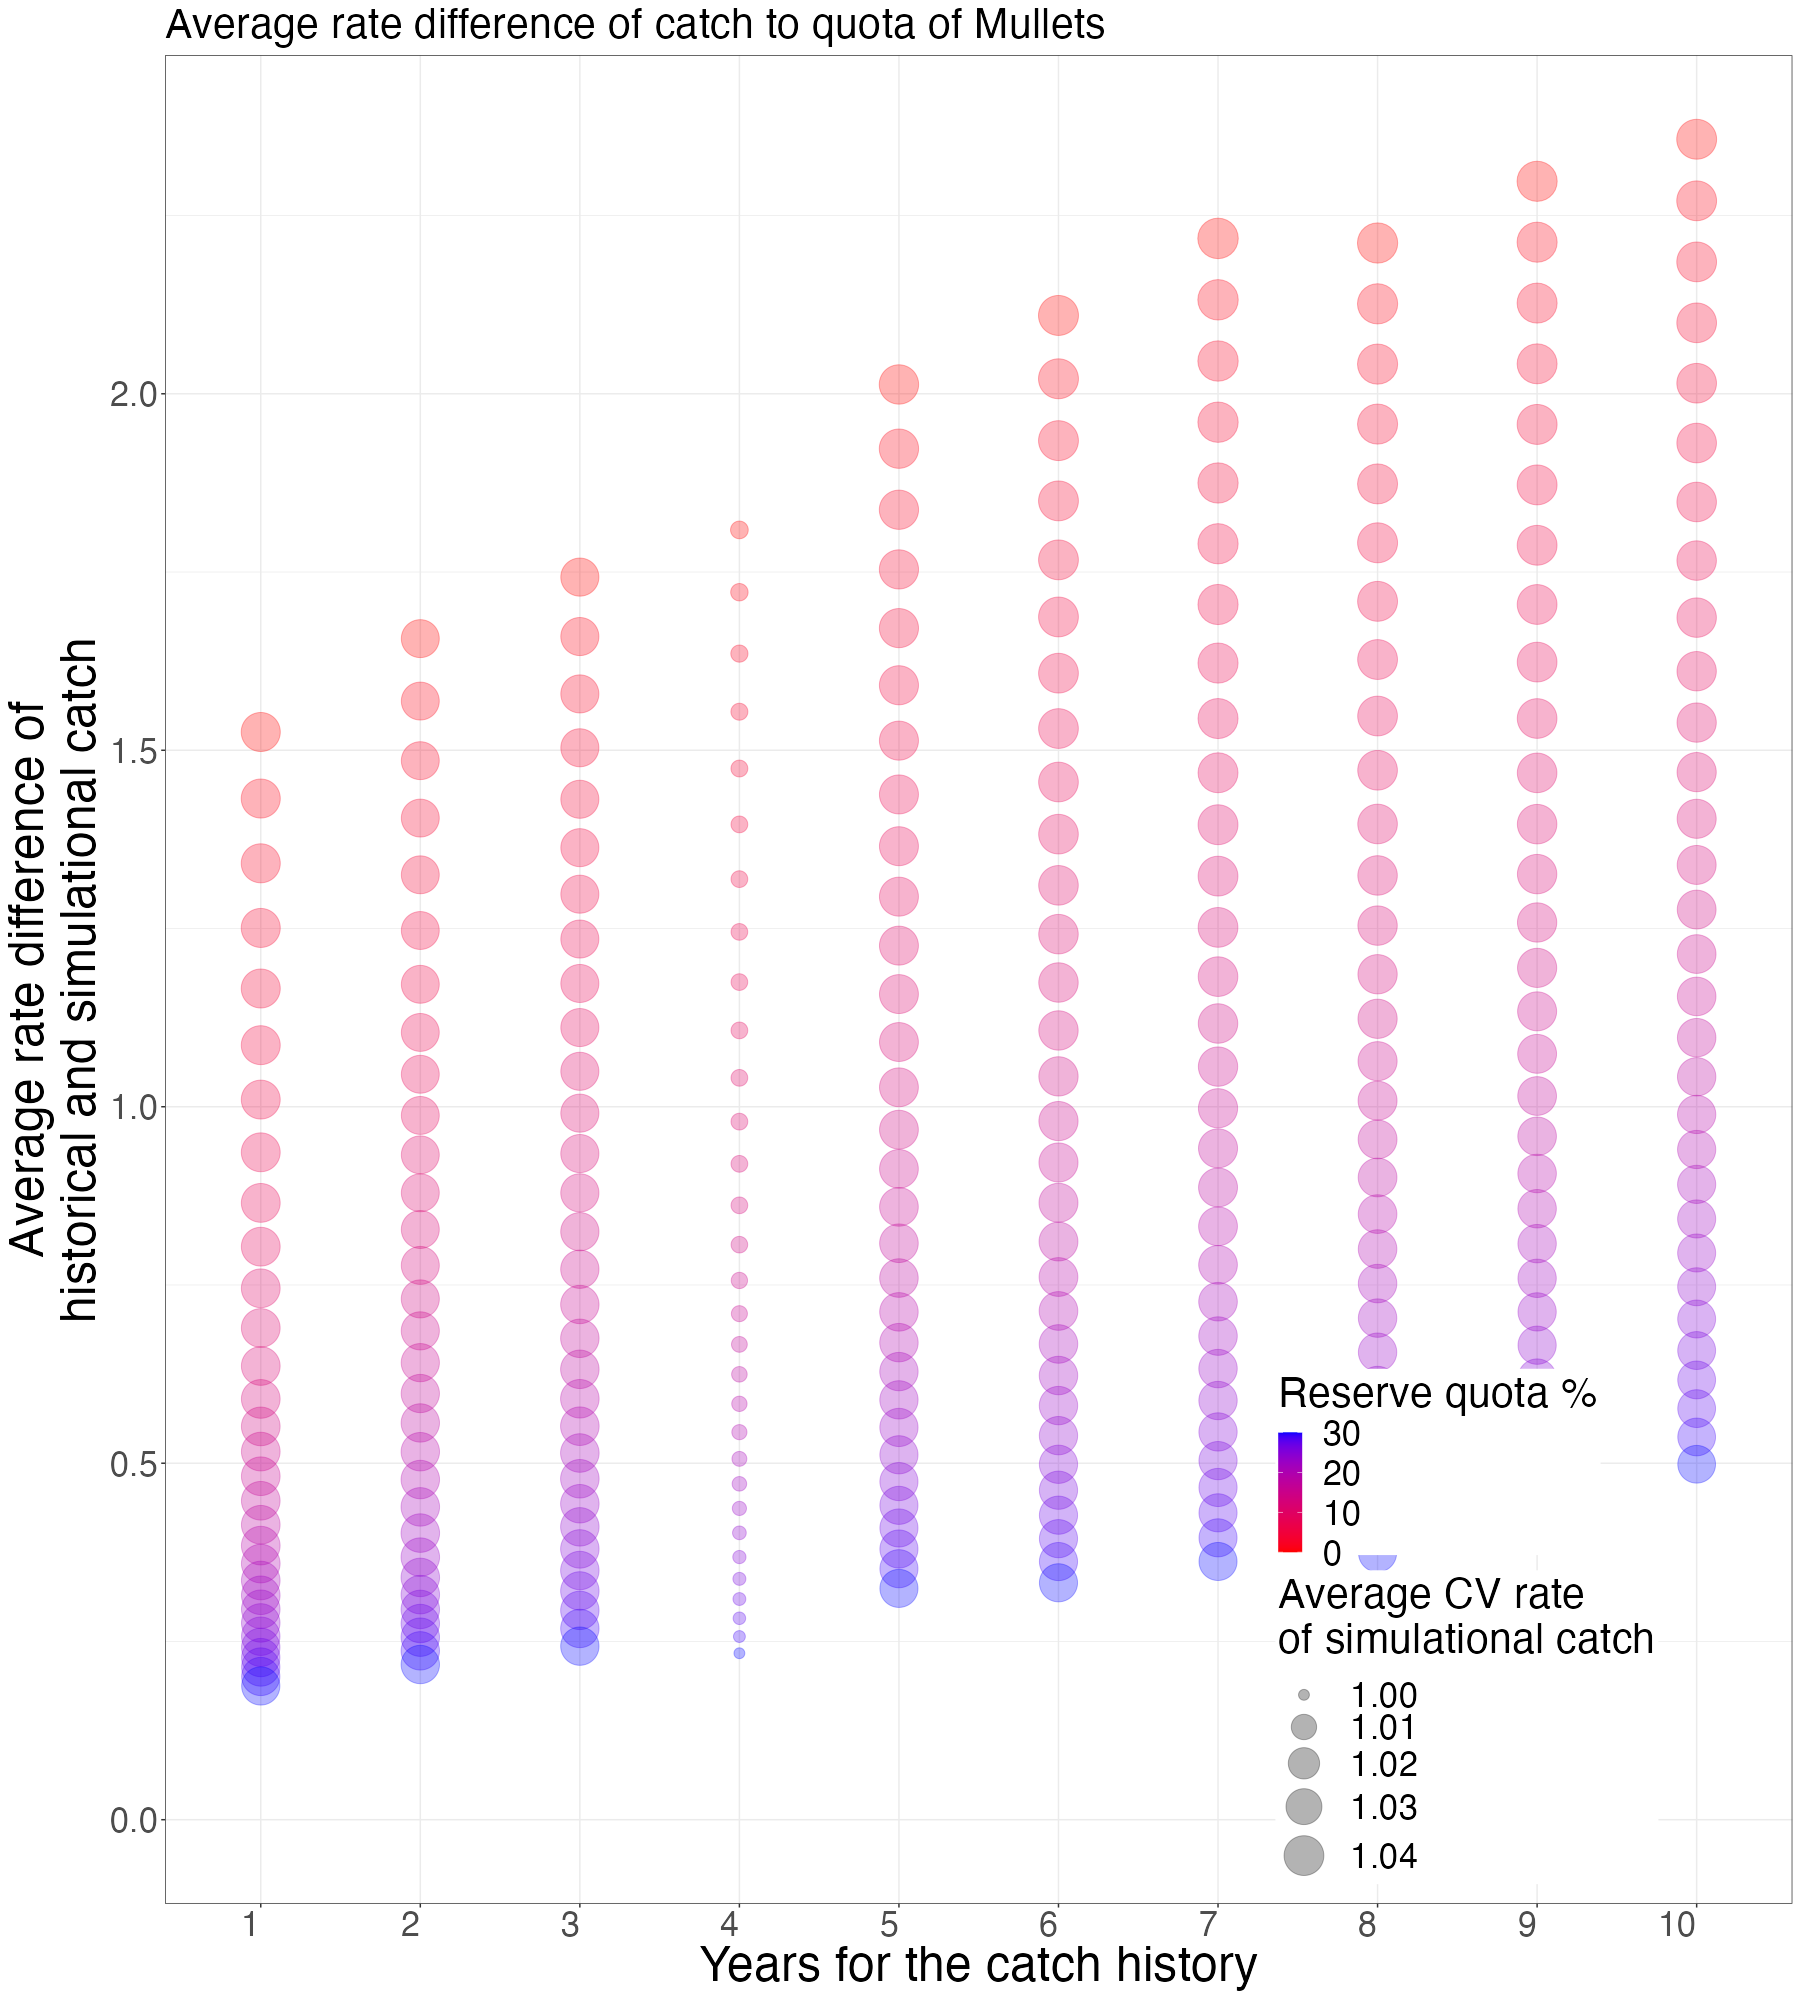 Average rate difference of catch to quota of Mullets
Average rate difference of
historical and simulational catch
2.0
1.5
1.0
0.5
0.0
Reserve quota %
30
20
10
0
Average CV rate
of simulational catch
1.00
1.01
1.02
1.03
1.04
1 2 3 4 5 6 7 8 9 10
Years for the catch history